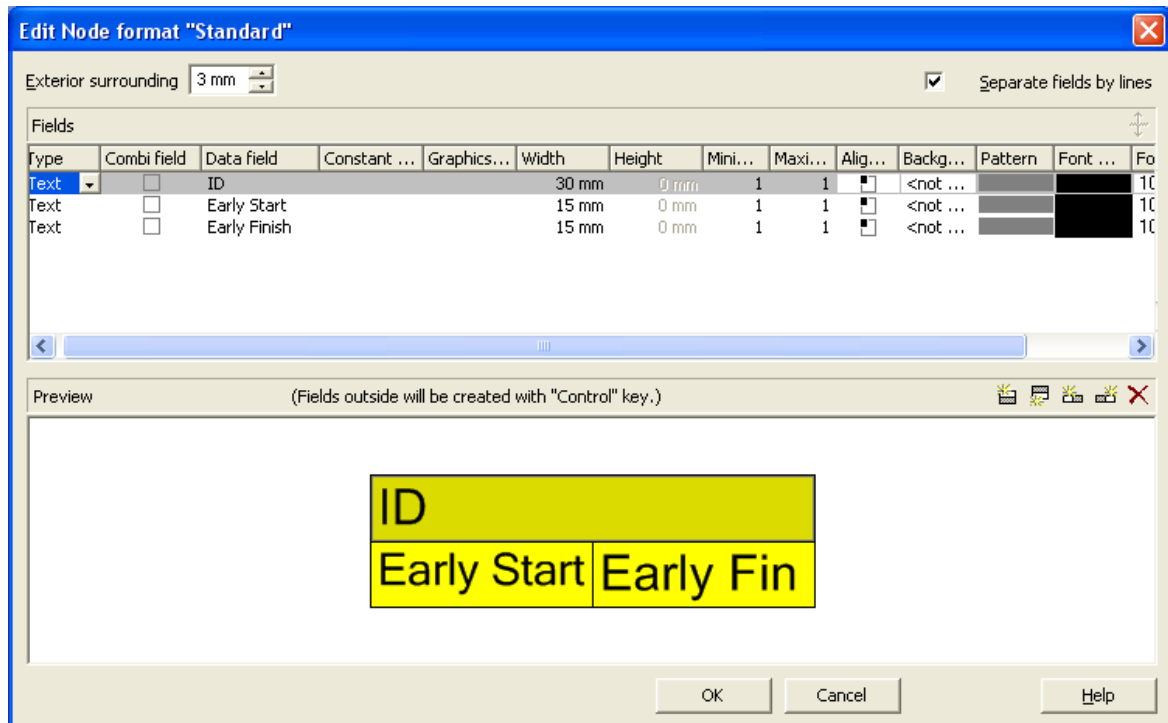 Edit Node format "Standard"
Exterior surrounding 3 mm Separate fields by lines
Fields
Type Combi field Data field Constant ... Graphics... Width Height Mini... Maxi... Alig... Backg... Pattern Font ... Fo
Text ID 30 mm 0 mm 1 1 <not ... 10
Text Early Start 15 mm 0 mm 1 1 <not ... 10
Text Early Finish 15 mm 0 mm 1 1 <not ... 10
Preview (Fields outside will be created with "Control" key.)
ID
Early Start Early Fin
OK Cancel Help